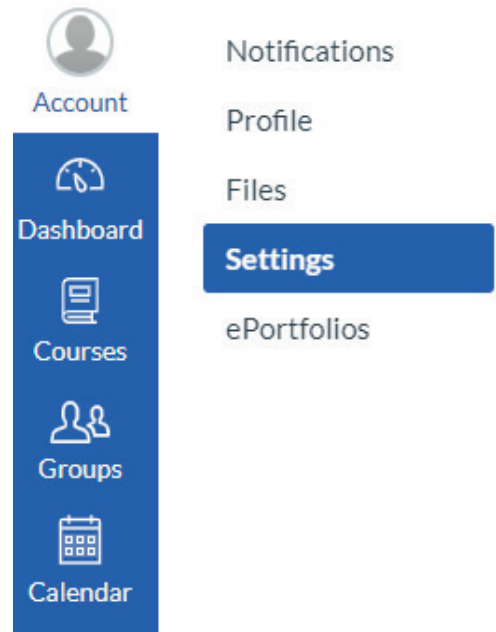 Account
Dashboard
Courses
Groups
Calendar
Notifications
Profile
Files
Settings
ePortfolios